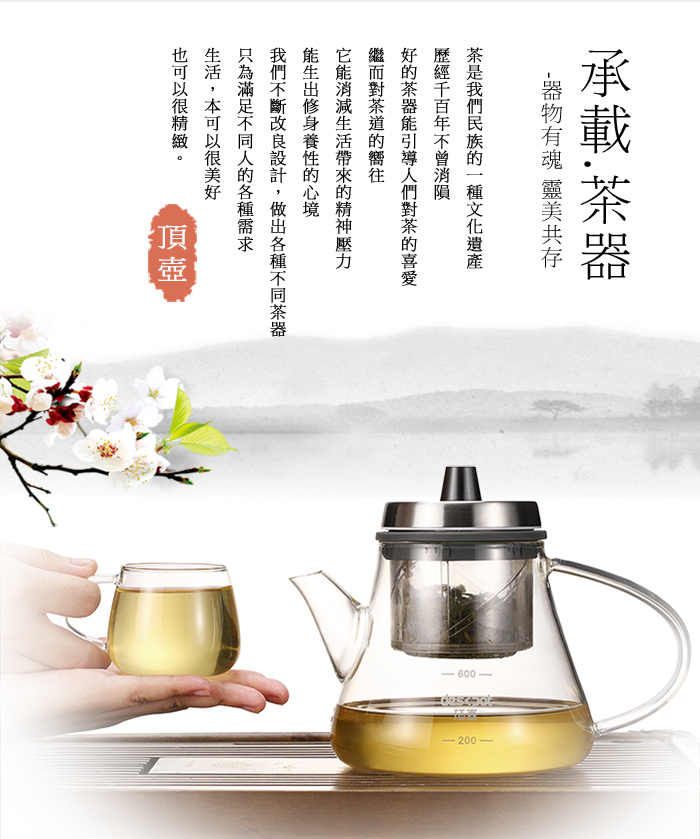 承載·茶器
-器物有魂 靈美共存
茶是我們民族的一種文化遺產
歷經千百年不曾消隕
好的茶器能引導人們對茶的喜愛
繼而對茶道的嚮往
它能消減生活帶來的精神壓力
能生出修身養性的心境
我們不斷改良設計，做出各種不同茶器
只為滿足不同人的各種需求
生活，本可以很美好
也可以很精緻。
頂壺
600
200